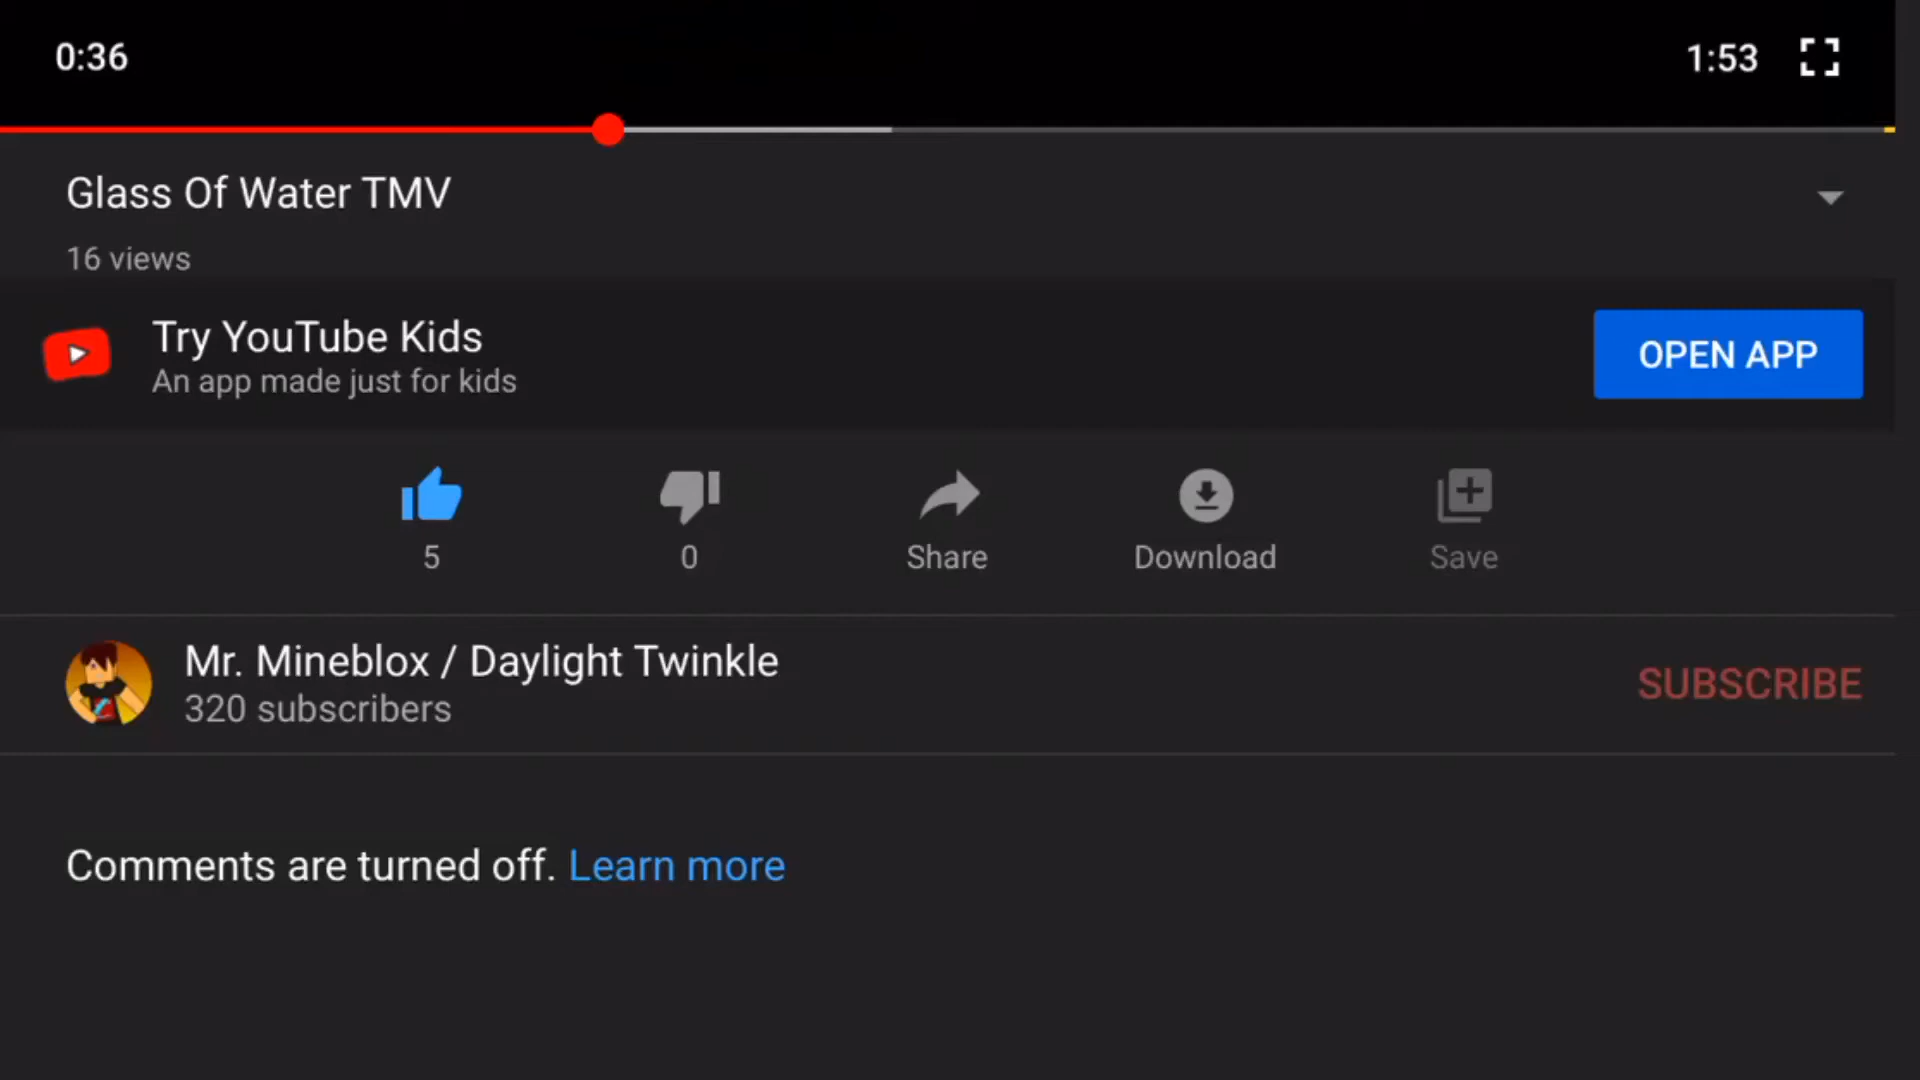 0:36
1:53
Glass Of Water TMV
16 views
Try YouTube Kids
An app made just for kids
OPEN APP
5
0
Share
Download
Save
Mr. Mineblox / Daylight Twinkle
320 subscribers
SUBSCRIBE
Comments are turned off. Learn more